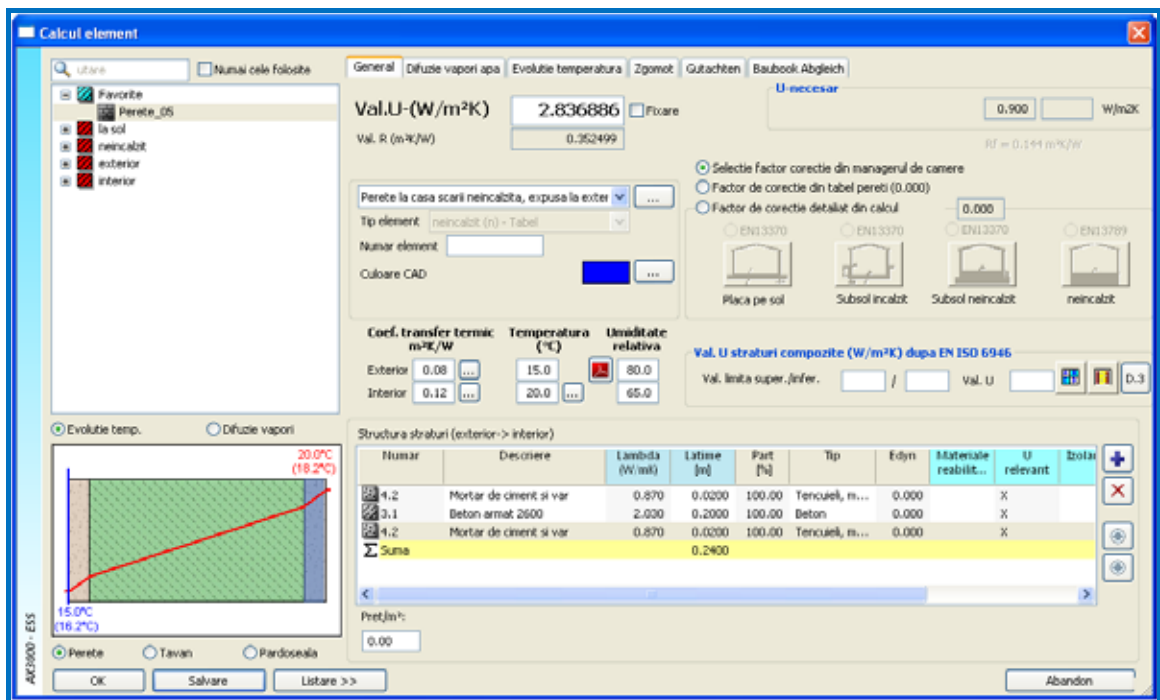 Calcul element
utare
Numai cele folosite
Favorite
Perete_05
la sol
neincalzit
exterior
interior
General
Difuzie vapori apa
Evolutie temperatura
Zgomot
Gutachten
Baubook Abgleich
Val.U-(W/m²K)
2.836886
Fixare
Val. R (m²K/W)
0.352499
U-necesar
0.900
W/m2K
Rf = 0.144 m²K/W
Perete la casa scarii neincalzita, expusa la exter
...
Tip element
neincalzit (n) - Tabel
Numar element
Culoare CAD
...
Selectie factor corectie din managerul de camere
Factor de corectie din tabel pereti (0.000)
Factor de corectie detaliat din calcul
0.000
EN13370
EN13370
EN13370
EN13789
Placa pe sol
Subsol incalzit
Subsol neincalzit
neincalzit
Coef. transfer termic m²K/W
Temperatura (°C)
Umiditate relativa
Exterior 0.08 ... 15.0 80.0
Interior 0.12 ... 20.0 ... 65.0
Val. U straturi compozite (W/m²K) dupa EN ISO 6946
Val. limita super./infer.
/
Val. U
D.3
Evolutie temp.
Difuzie vapori
20.0°C
(18.2°C)
15.0°C
(16.2°C)
Perete
Tavan
Pardoseala
Structura straturi (exterior-> interior)
Numar Descriere Lambda (W/mK) Latime [m] Part [%] Tip Edyn Materiale reabilit... U relevant Izolat
4.2 Mortar de ciment si var 0.870 0.0200 100.00 Tencuieli, m... 0.000 X
3.1 Beton armat 2600 2.030 0.2000 100.00 Beton 0.000 X
4.2 Mortar de ciment si var 0.870 0.0200 100.00 Tencuieli, m... 0.000 X
Σ Suma 0.2400
Pret/m²:
0.00
AX3000 - ESS
OK
Salvare
Listare >>
Abandon